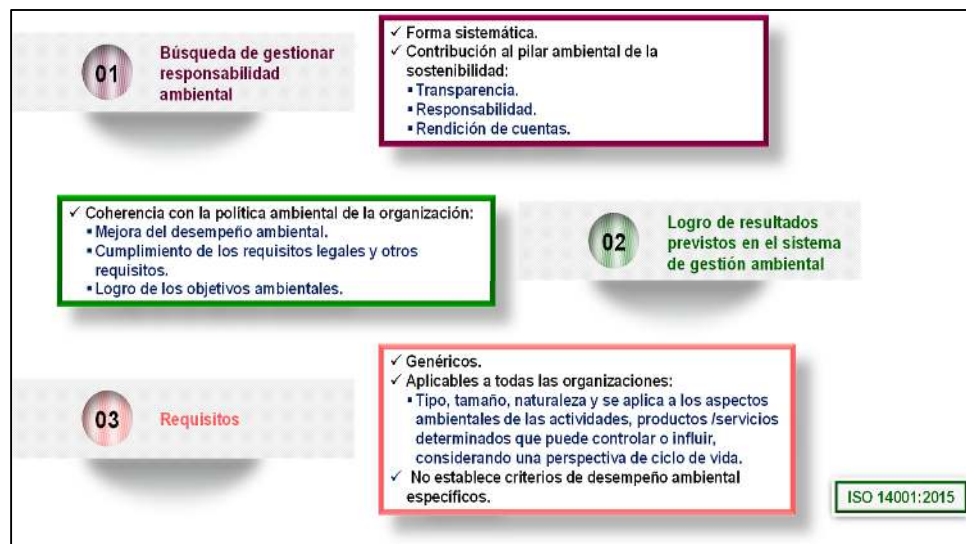 01
Búsqueda de gestionar
responsabilidad
ambiental
✓ Forma sistemática.
✓ Contribución al pilar ambiental de la
sostenibilidad:
▪ Transparencia.
▪ Responsabilidad.
▪ Rendición de cuentas.
✓ Coherencia con la política ambiental de la organización:
▪ Mejora del desempeño ambiental.
▪ Cumplimiento de los requisitos legales y otros
requisitos.
▪ Logro de los objetivos ambientales.
02
Logro de resultados
previstos en el sistema
de gestión ambiental
03
Requisitos
✓ Genéricos.
✓ Aplicables a todas las organizaciones:
▪ Tipo, tamaño, naturaleza y se aplica a los aspectos
ambientales de las actividades, productos /servicios
determinados que puede controlar o influir,
considerando una perspectiva de ciclo de vida.
✓ No establece criterios de desempeño ambiental
específicos.
ISO 14001:2015